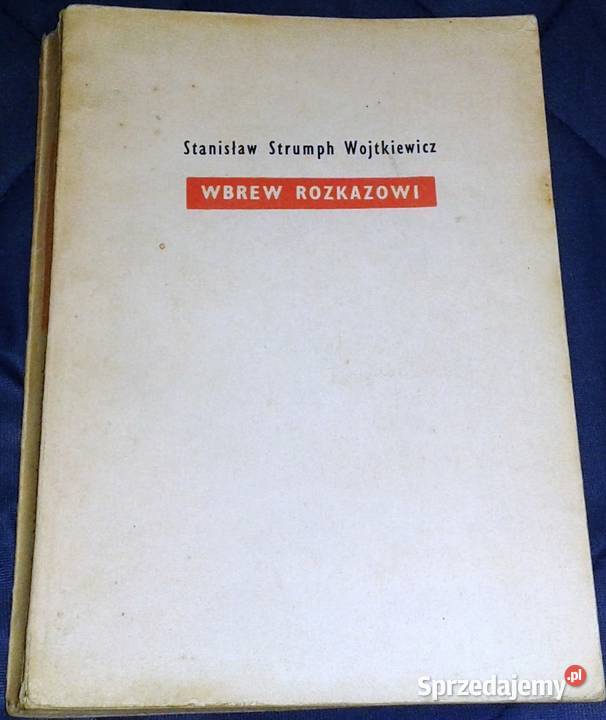 Stanisław Strumph Wojtkiewicz
WBREW ROZKAZOWI
Sprzedajemy.pl